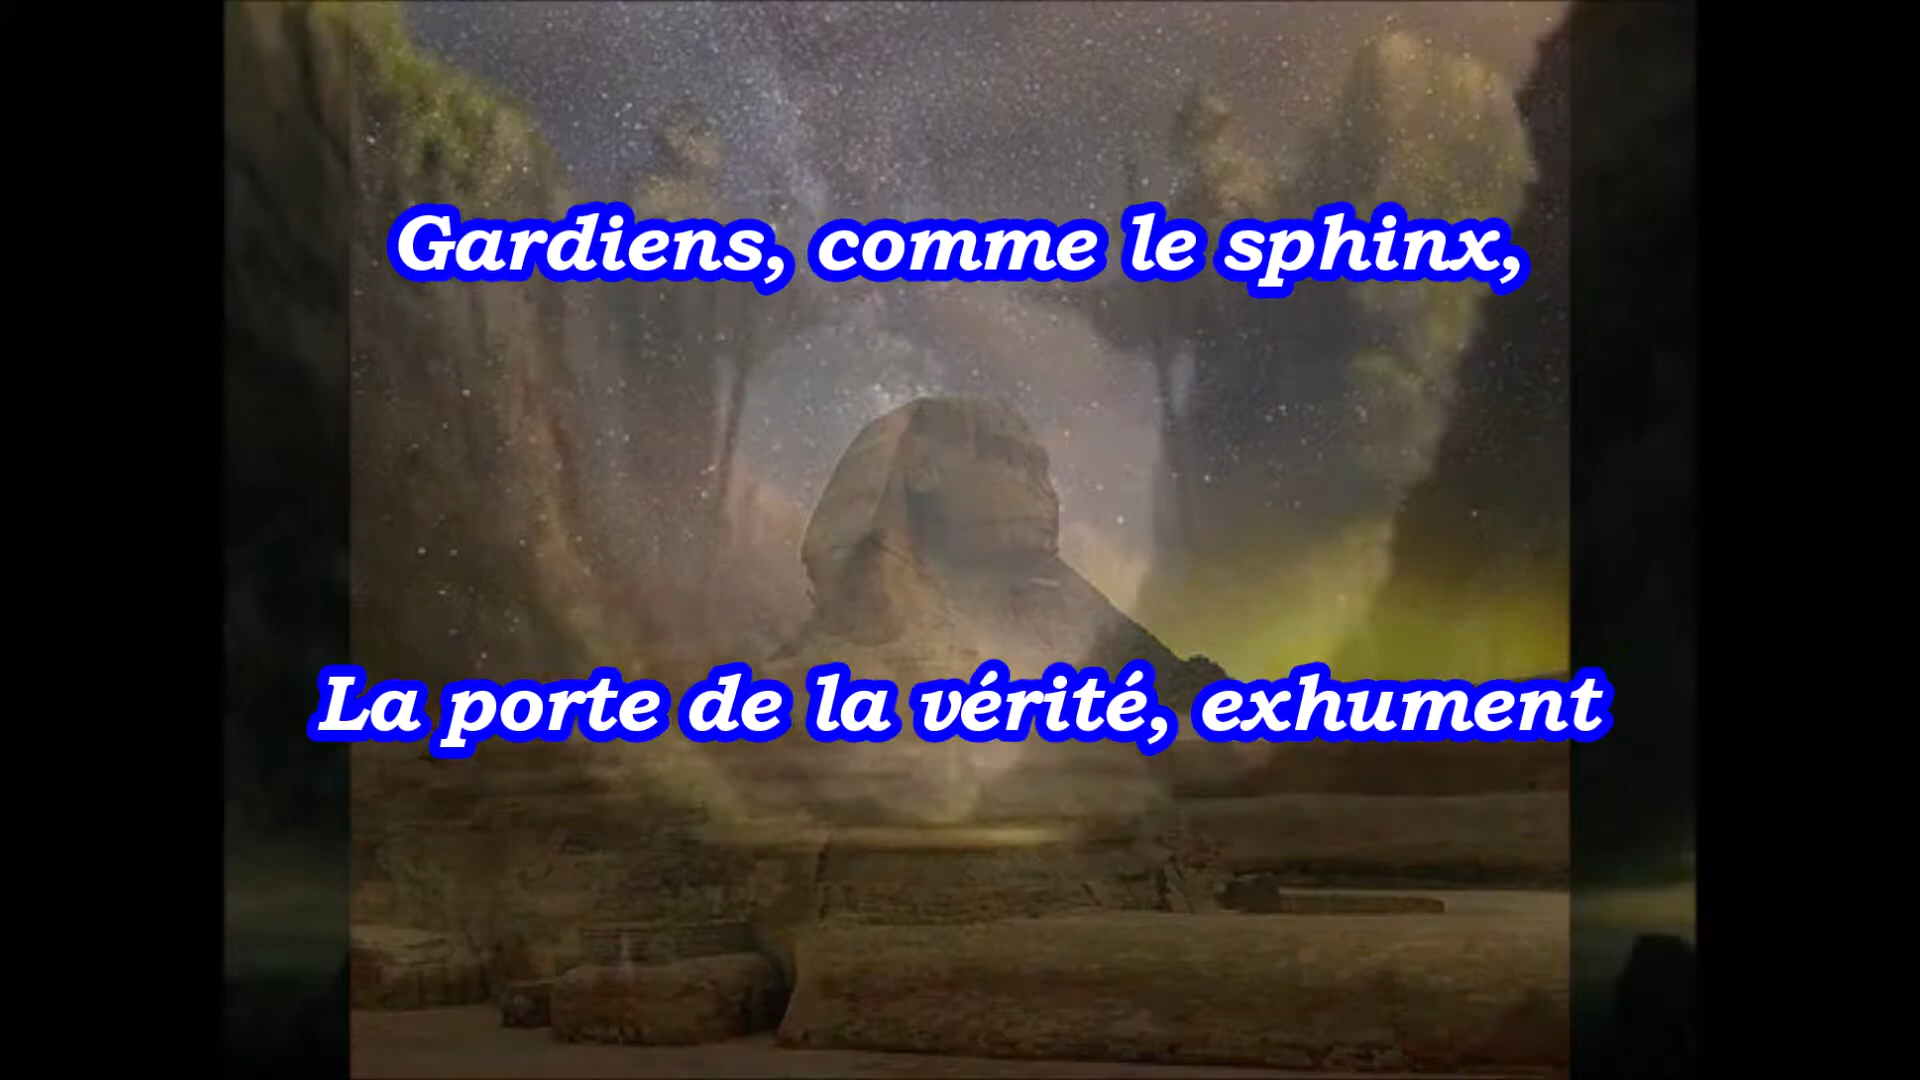 Gardiens, comme le sphinx,
La porte de la vérité, exhument